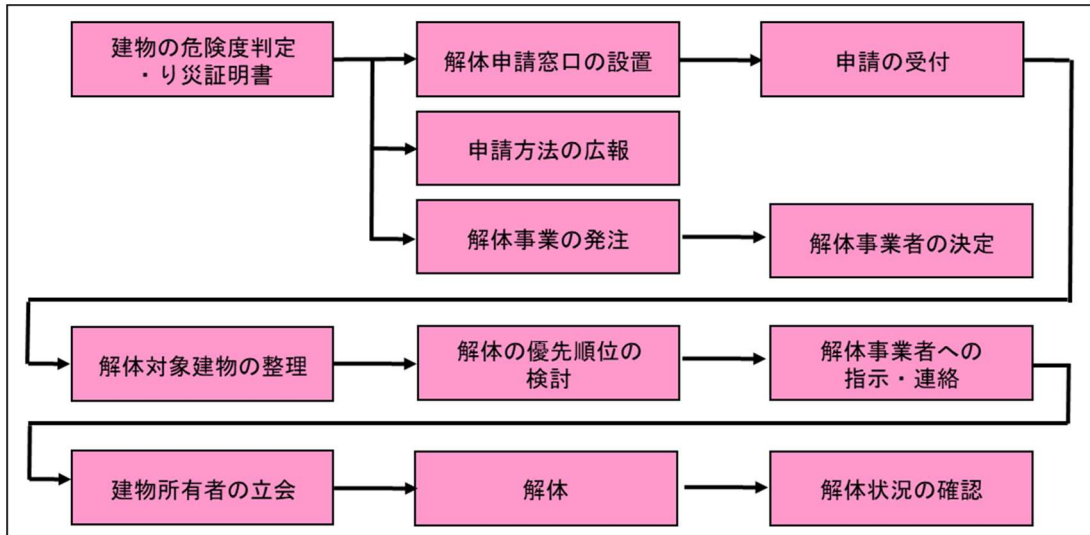 建物の危険度判定
・り災証明書
解体申請窓口の設置
申請の受付
申請方法の広報
解体事業の発注
解体事業者の決定
解体対象建物の整理
解体の優先順位の
検討
解体事業者への
指示・連絡
建物所有者の立会
解体
解体状況の確認